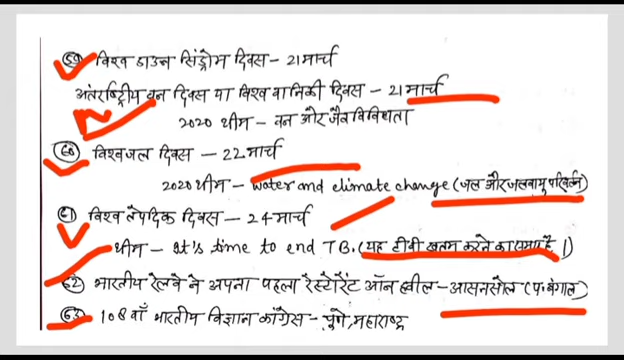 59 विश्व डाउन सिंड्रोम दिवस - 21 मार्च
अंतर्राष्ट्रीय वन दिवस या विश्व वानिकी दिवस - 21 मार्च
2020 थीम - वन और जैव विविधता
60 विश्व जल दिवस - 22 मार्च
2020 थीम - water and climate change (जल और जलवायु परिवर्तन)
61 विश्व तपेदिक दिवस - 24 मार्च
थीम - It's time to end TB. (यह टीबी खतम करने का समय है।)
62 भारतीय रेलवे ने अपना पहला रेस्टोरेंट ऑन व्हील - आसनसोल (प. बंगाल)
63 108 वाँ भारतीय विज्ञान कांग्रेस - पुणे, महाराष्ट्र